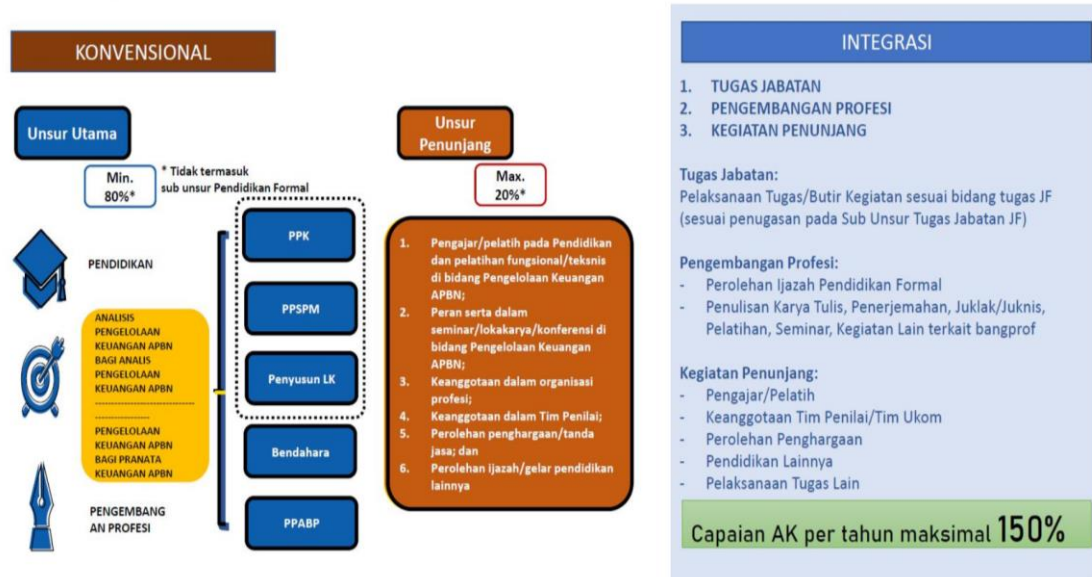 KONVENSIONAL
Unsur Utama
Min.
80%*
* Tidak termasuk
sub unsur Pendidikan Formal
PENDIDIKAN
ANALISIS
PENGELOLAAN
KEUANGAN APBN
BAGI ANALIS
PENGELOLAAN
KEUANGAN APBN
------------------------------
----------------
PENGELOLAAN
KEUANGAN APBN
BAGI PRANATA
KEUANGAN APBN
PENGEMBANG
AN PROFESI
PPK
PPSPM
Penyusun LK
Bendahara
PPABP
Unsur
Penunjang
Max.
20%*
1. Pengajar/pelatih pada Pendidikan
dan pelatihan fungsional/teksnis
di bidang Pengelolaan Keuangan
APBN;
2. Peran serta dalam
seminar/lokakarya/konferensi di
bidang Pengelolaan Keuangan
APBN;
3. Keanggotaan dalam organisasi
profesi;
4. Keanggotaan dalam Tim Penilai;
5. Perolehan penghargaan/tanda
jasa; dan
6. Perolehan ijazah/gelar pendidikan
lainnya
INTEGRASI
1. TUGAS JABATAN
2. PENGEMBANGAN PROFESI
3. KEGIATAN PENUNJANG
Tugas Jabatan:
Pelaksanaan Tugas/Butir Kegiatan sesuai bidang tugas JF
(sesuai penugasan pada Sub Unsur Tugas Jabatan JF)
Pengembangan Profesi:
- Perolehan Ijazah Pendidikan Formal
- Penulisan Karya Tulis, Penerjemahan, Juklak/Juknis,
Pelatihan, Seminar, Kegiatan Lain terkait bangprof
Kegiatan Penunjang:
- Pengajar/Pelatih
- Keanggotaan Tim Penilai/Tim Ukom
- Perolehan Penghargaan
- Pendidikan Lainnya
- Pelaksanaan Tugas Lain
Capaian AK per tahun maksimal 150%